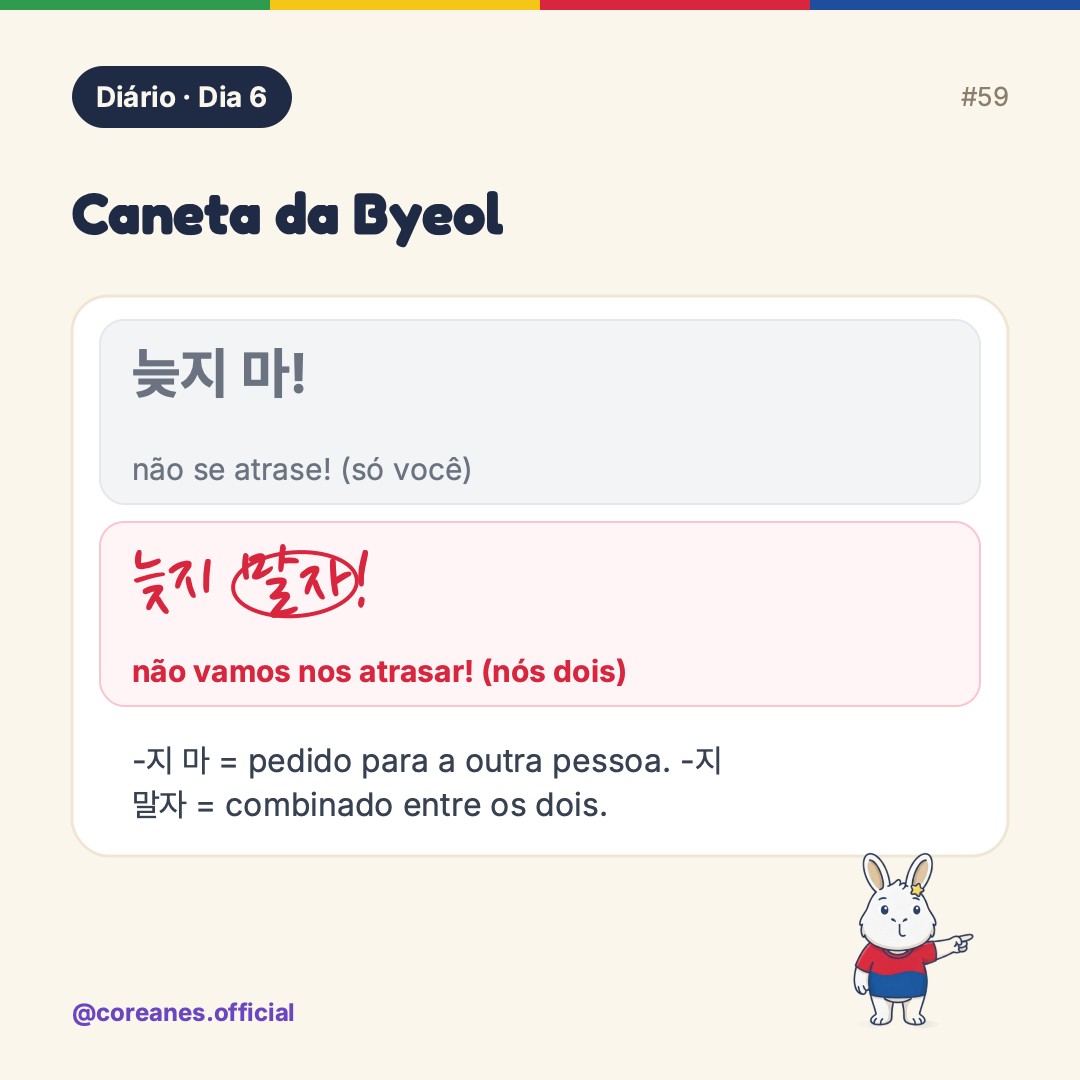 Diário · Dia 6
#59
Caneta da Byeol
늦지 마!
não se atrase! (só você)
늦지 말자!
não vamos nos atrasar! (nós dois)
-지 마 = pedido para a outra pessoa. -지
말자 = combinado entre os dois.
@coreanes.official